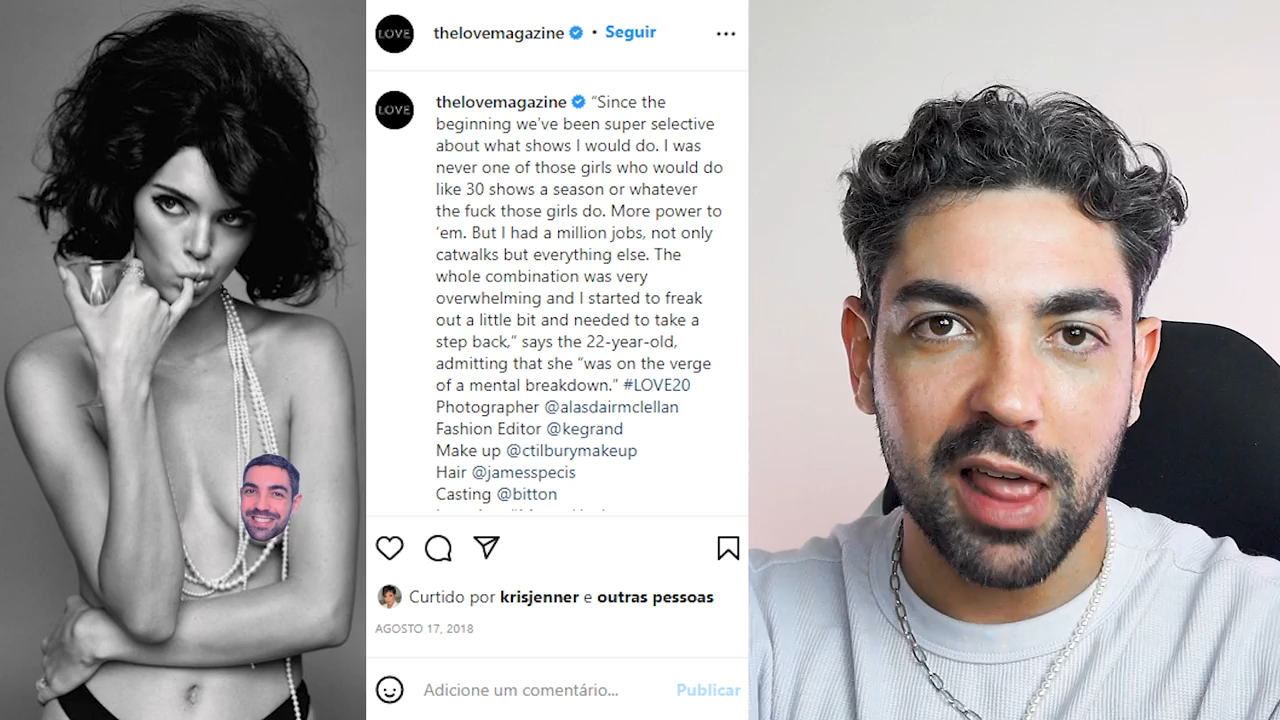 LOVE
thelovemagazine • Seguir
LOVE
thelovemagazine “Since the
beginning we've been super selective
about what shows I would do. I was
never one of those girls who would do
like 30 shows a season or whatever
the fuck those girls do. More power to
'em. But I had a million jobs, not only
catwalks but everything else. The
whole combination was very
overwhelming and I started to freak
out a little bit and needed to take a
step back,” says the 22-year-old,
admitting that she “was on the verge
of a mental breakdown.” #LOVE20
Photographer @alasdairmclellan
Fashion Editor @kegrand
Make up @ctilburymakeup
Hair @jamesspecis
Casting @bitton
Curtido por krisjenner e outras pessoas
AGOSTO 17, 2018
Adicione um comentário... Publicar